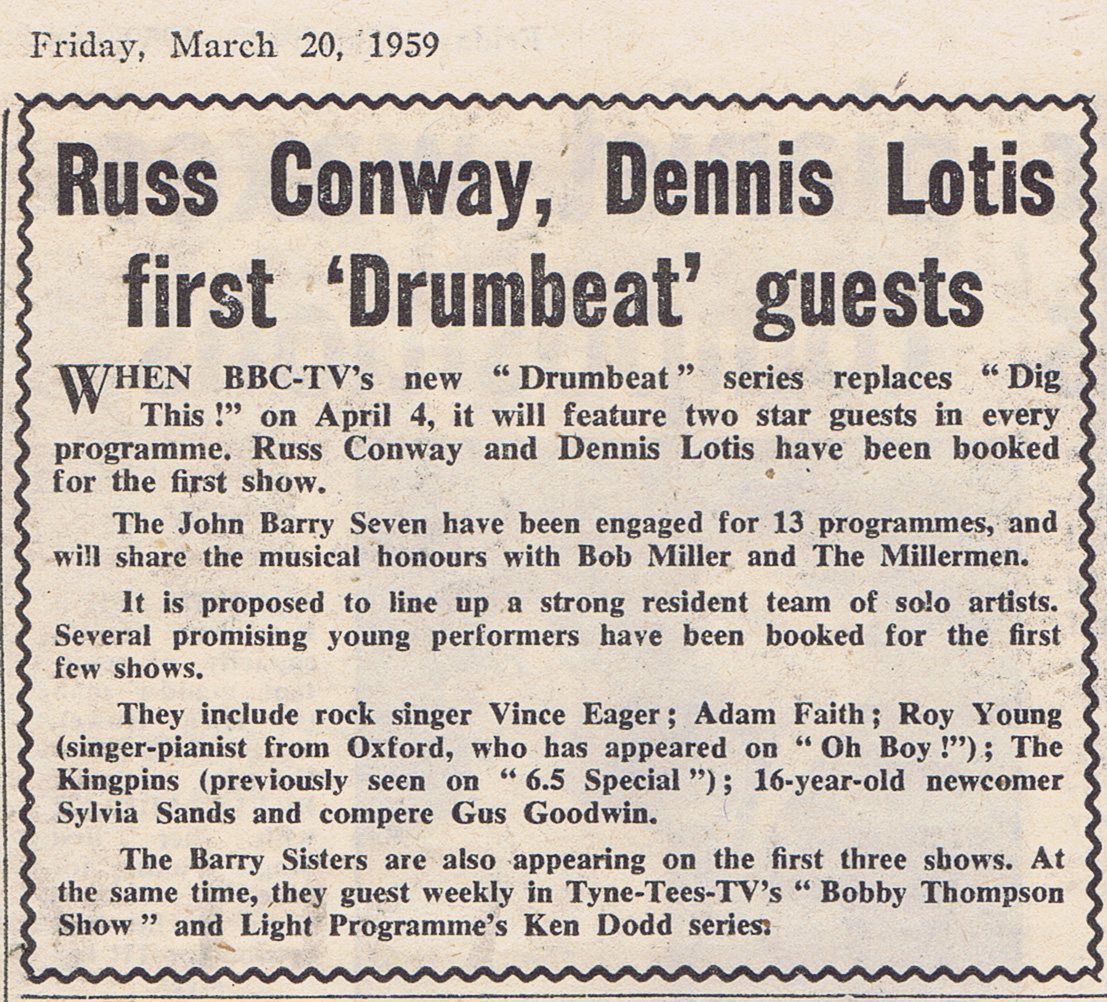 Friday, March 20, 1959
Russ Conway, Dennis Lotis
first ‘Drumbeat’ guests
WHEN BBC-TV's new “Drumbeat” series replaces “Dig
This!” on April 4, it will feature two star guests in every
programme. Russ Conway and Dennis Lotis have been booked
for the first show.
The John Barry Seven have been engaged for 13 programmes, and
will share the musical honours with Bob Miller and The Millermen.
It is proposed to line up a strong resident team of solo artists.
Several promising young performers have been booked for the first
few shows.
They include rock singer Vince Eager; Adam Faith; Roy Young
(singer-pianist from Oxford, who has appeared on “Oh Boy!”); The
Kingpins (previously seen on “6.5 Special”); 16-year-old newcomer
Sylvia Sands and compere Gus Goodwin.
The Barry Sisters are also appearing on the first three shows. At
the same time, they guest weekly in Tyne-Tees-TV's “Bobby Thompson
Show” and Light Programme's Ken Dodd series.